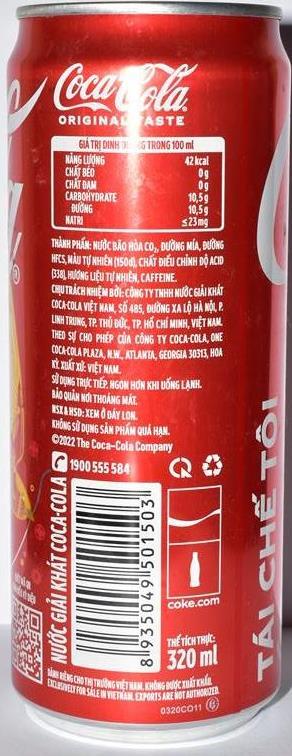 Coca-Cola
ORIGINAL TASTE
GIÁ TRỊ DINH DƯỠNG TRONG 100 ml
NĂNG LƯỢNG 42 kcal
CHẤT BÉO 0g
CHẤT ĐẠM 0g
CARBOHYDRATE 10,5g
ĐƯỜNG 10,5g
NATRI ≤23mg
THÀNH PHẦN: NƯỚC BÃO HÒA CO₂, ĐƯỜNG MÍA, ĐƯỜNG
HFCS, MÀU TỰ NHIÊN (150d), CHẤT ĐIỀU CHỈNH ĐỘ ACID
(338), HƯƠNG LIỆU TỰ NHIÊN, CAFFEINE.
CHỊU TRÁCH NHIỆM BỞI: CÔNG TY TNHH NƯỚC GIẢI KHÁT
COCA-COLA VIỆT NAM, SỐ 485, ĐƯỜNG XA LỘ HÀ NỘI, P.
LINH TRUNG, TP. THỦ ĐỨC, TP. HỒ CHÍ MINH, VIỆT NAM.
THEO SỰ CHO PHÉP CỦA CÔNG TY COCA-COLA, ONE
COCA-COLA PLAZA, N.W., ATLANTA, GEORGIA 30313, HOA
KỲ. XUẤT XỨ: VIỆT NAM.
SỬ DỤNG TRỰC TIẾP. NGON HƠN KHI UỐNG LẠNH.
BẢO QUẢN NƠI THOÁNG MÁT.
NSX & HSD: XEM Ở ĐÁY LON.
KHÔNG SỬ DỤNG SẢN PHẨM QUÁ HẠN.
©2022 The Coca-Cola Company
1900 555 584
NƯỚC GIẢI KHÁT COCA-COLA
8 935049 501503
coke.com
THỂ TÍCH THỰC:
320 ml
TÁI CHẾ TÔI
DÀNH RIÊNG CHO THỊ TRƯỜNG VIỆT NAM. KHÔNG ĐƯỢC XUẤT KHẨU.
EXCLUSIVELY FOR SALE IN VIETNAM. EXPORTS ARE NOT AUTHORIZED.
0320CO11